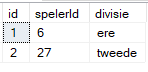 id spelerId divisie
1 6 ere
2 27 tweede